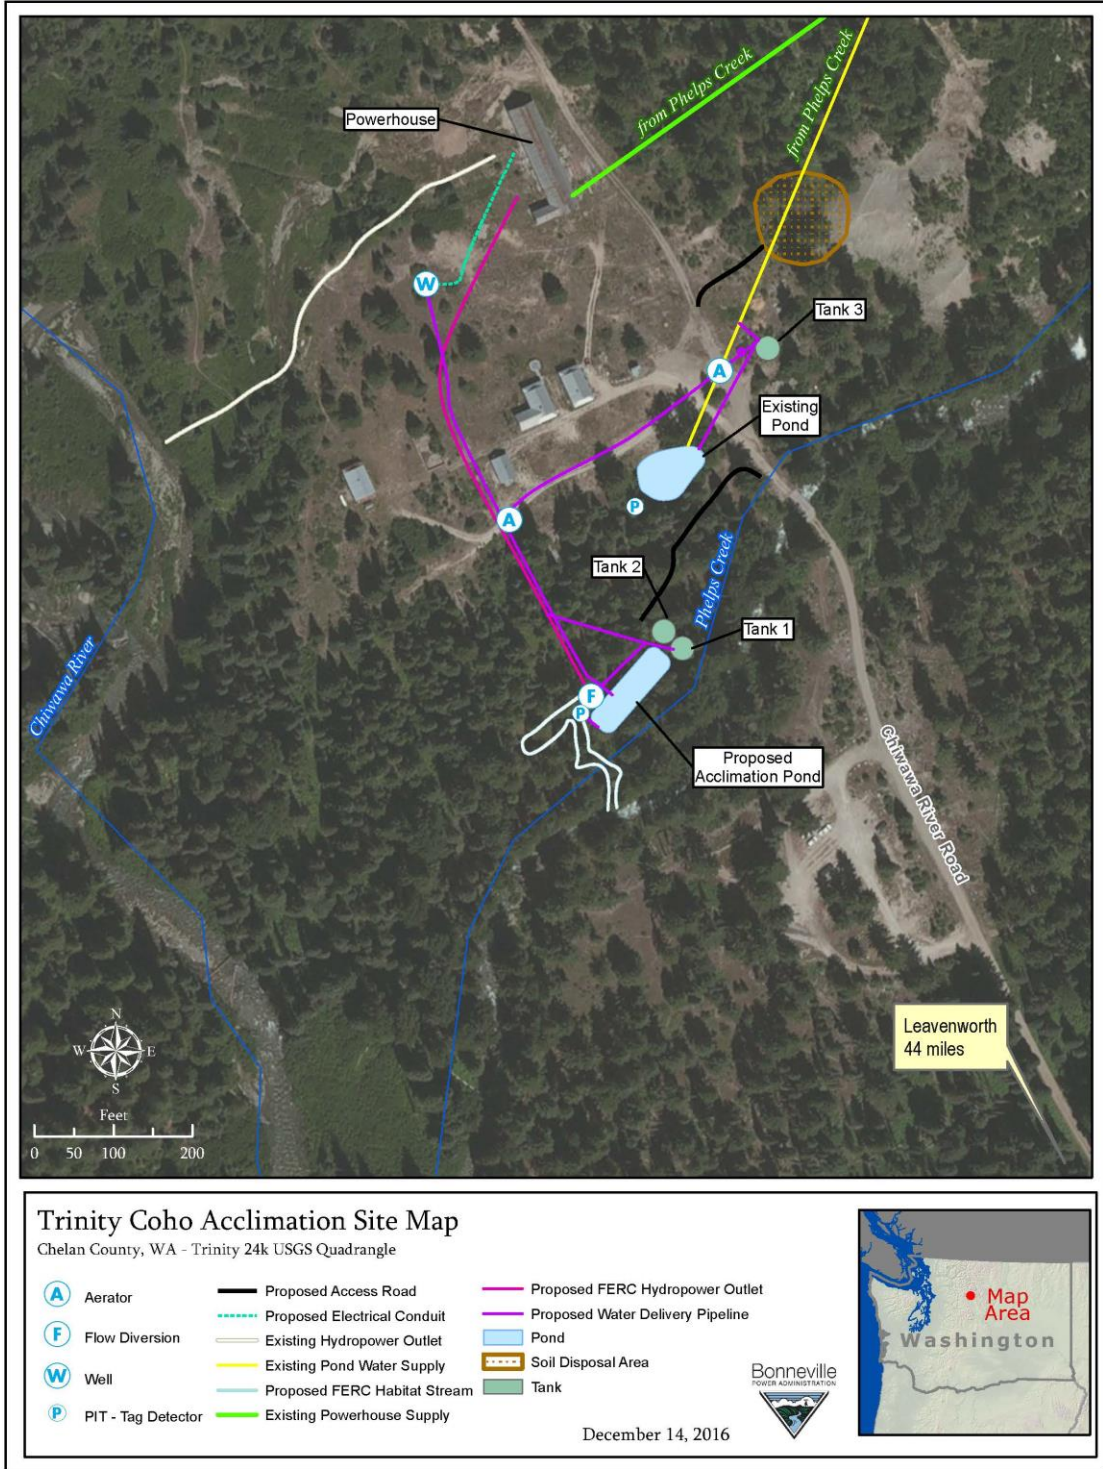 from Phelps Creek
from Phelps Creek
Powerhouse
W
Tank 3
A
Existing
Pond
P
A
Tank 2
Phelps Creek
Tank 1
Chiwawa River
F
P
Proposed
Acclimation Pond
Chiwawa River Road
Leavenworth
44 miles
N
W E
S
Feet
0 50 100 200
Trinity Coho Acclimation Site Map
Chelan County, WA - Trinity 24k USGS Quadrangle
A Aerator
F Flow Diversion
W Well
P PIT - Tag Detector
Proposed Access Road
Proposed Electrical Conduit
Existing Hydropower Outlet
Existing Pond Water Supply
Proposed FERC Habitat Stream
Existing Powerhouse Supply
Proposed FERC Hydropower Outlet
Proposed Water Delivery Pipeline
Pond
Soil Disposal Area
Tank
December 14, 2016
Bonneville
POWER ADMINISTRATION
Map
Area
Washington